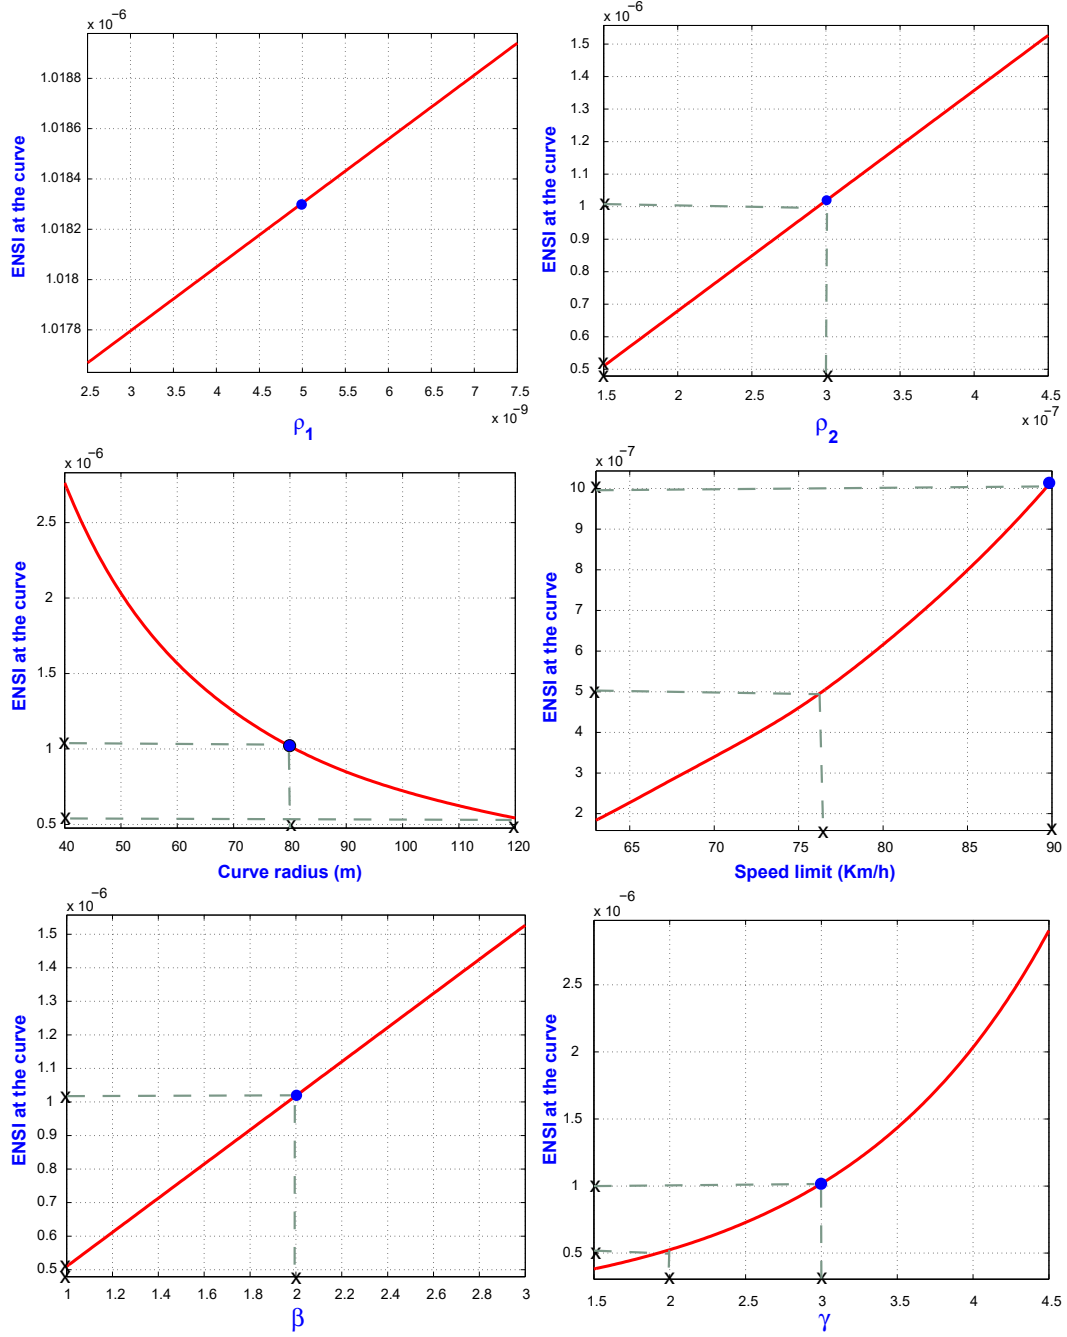 x 10⁻⁶
1.0188
1.0186
1.0184
1.0182
1.018
1.0178
ENSI at the curve
2.5 3 3.5 4 4.5 5 5.5 6 6.5 7 7.5
x 10⁻⁹
ρ₁
x 10⁻⁶
1.5
1.4
1.3
1.2
1.1
1
0.9
0.8
0.7
0.6
0.5
ENSI at the curve
x
x
x
x
1.5 2 2.5 3 3.5 4 4.5
x 10⁻⁷
ρ₂
x 10⁻⁶
2.5
2
1.5
1
0.5
ENSI at the curve
x
x
x
x
40 50 60 70 80 90 100 110 120
Curve radius (m)
x 10⁻⁷
10
9
8
7
6
5
4
3
2
ENSI at the curve
x
x
x
x
65 70 75 80 85 90
Speed limit (Km/h)
x 10⁻⁶
1.5
1.4
1.3
1.2
1.1
1
0.9
0.8
0.7
0.6
0.5
ENSI at the curve
x
x
x
x
1 1.2 1.4 1.6 1.8 2 2.2 2.4 2.6 2.8 3
β
x 10⁻⁶
2.5
2
1.5
1
0.5
ENSI at the curve
x
x
x
x
1.5 2 2.5 3 3.5 4 4.5
γ